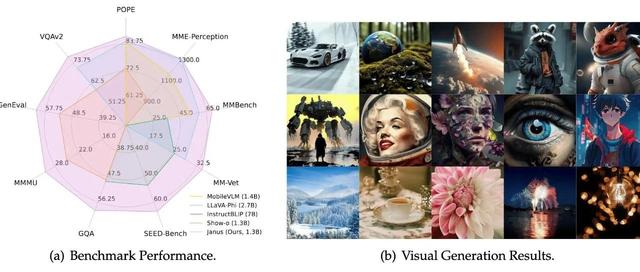 POPE
VQAv2
MME-Perception
83.75
73.75
1300.0
72.5
62.5
1100.0
61.25
51.25
900.0
GenEval
57.75
48.5
39.25
25.0
45.0
65.0
MMBench
16.0
17.5
22.0
38.75
40.0
25.0
28.0
32.5
MMMU
47.5
50.0
MM-Vet
56.25
60.0
GQA
SEED-Bench
MobileVLM (1.4B)
LLaVA-Phi (2.7B)
InstructBLIP (7B)
Show-o (1.3B)
Janus (Ours, 1.3B)
(a) Benchmark Performance.
(b) Visual Generation Results.